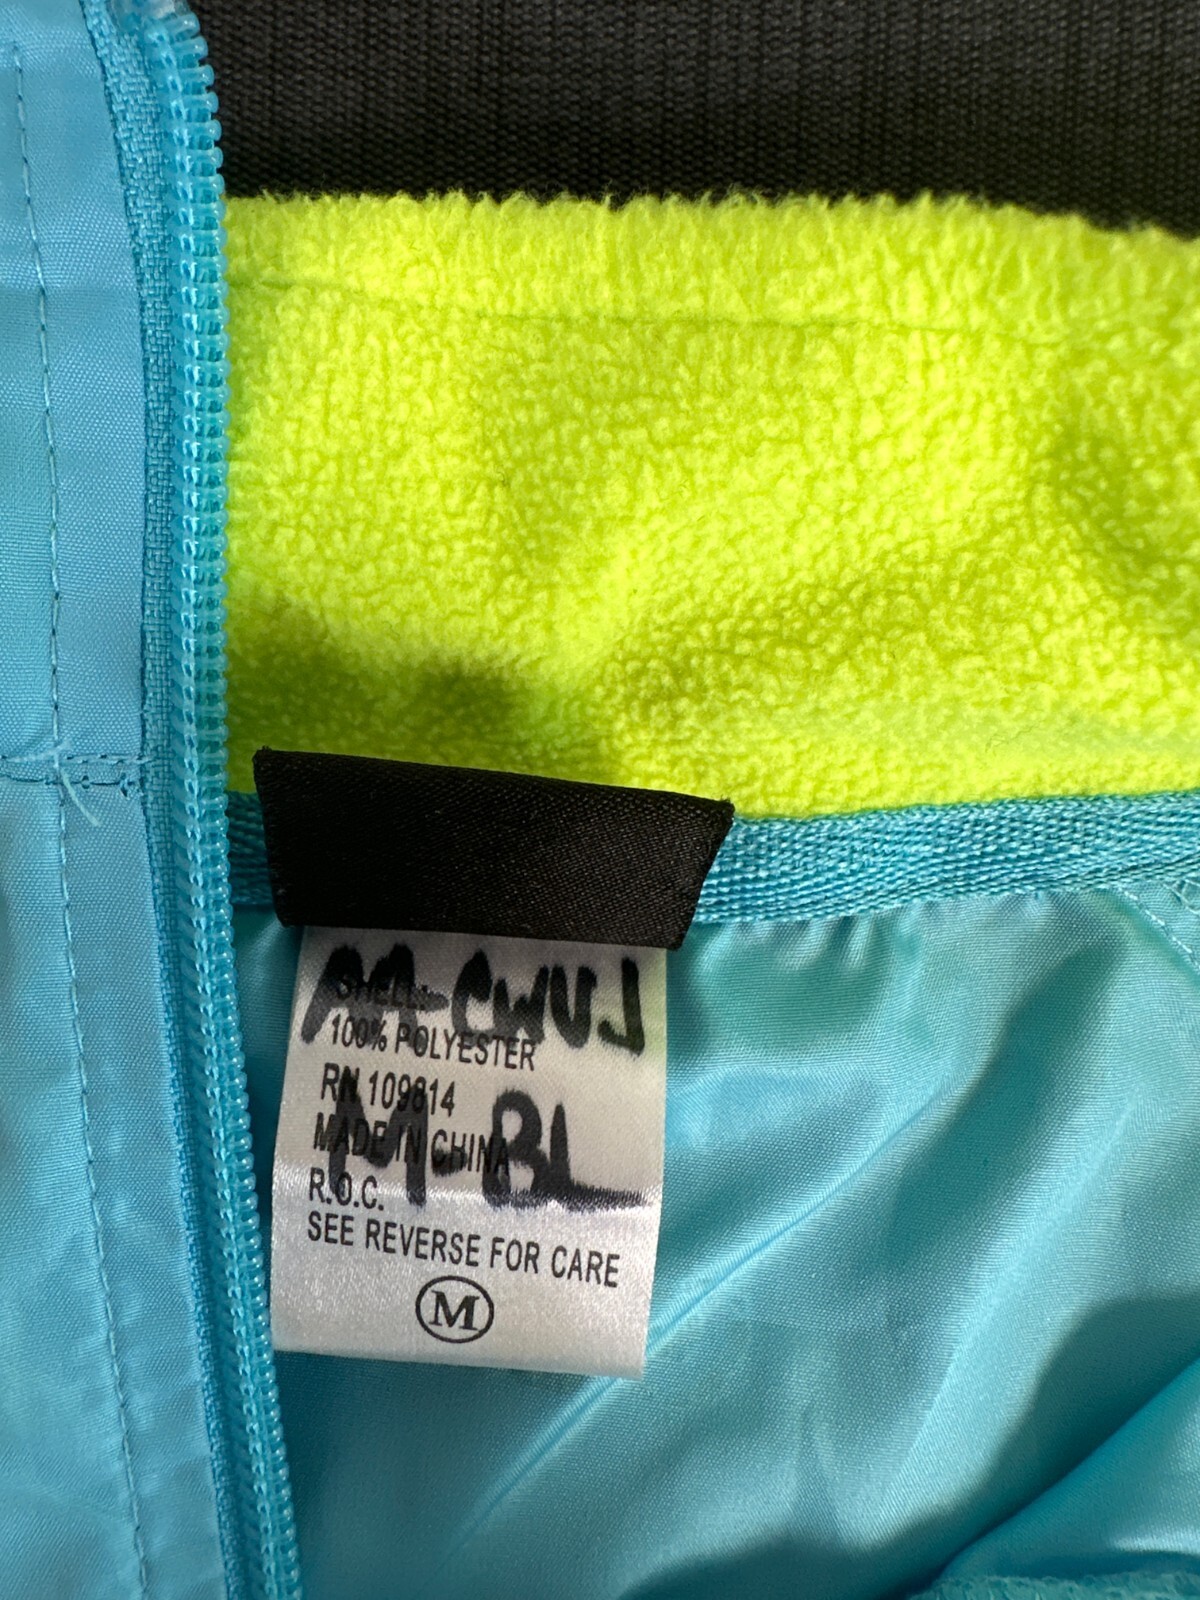 SHELL:
100% POLYESTER
RN 109814
MADE IN CHINA
R.O.C.
SEE REVERSE FOR CARE
M
M-BL